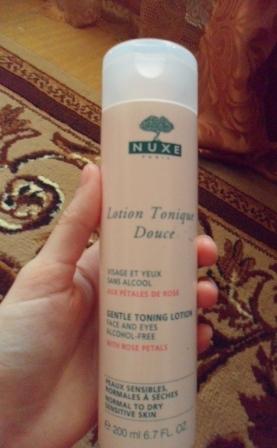 NUXE
PARIS
Lotion Tonique
Douce
VISAGE ET YEUX
SANS ALCOOL
AUX PÉTALES DE ROSE
GENTLE TONING LOTION
FACE AND EYES
ALCOHOL-FREE
WITH ROSE PETALS
PEAUX SENSIBLES,
NORMALES À SÈCHES
NORMAL TO DRY
SENSITIVE SKIN
℮ 200 ml 6.7 FL. OZ.